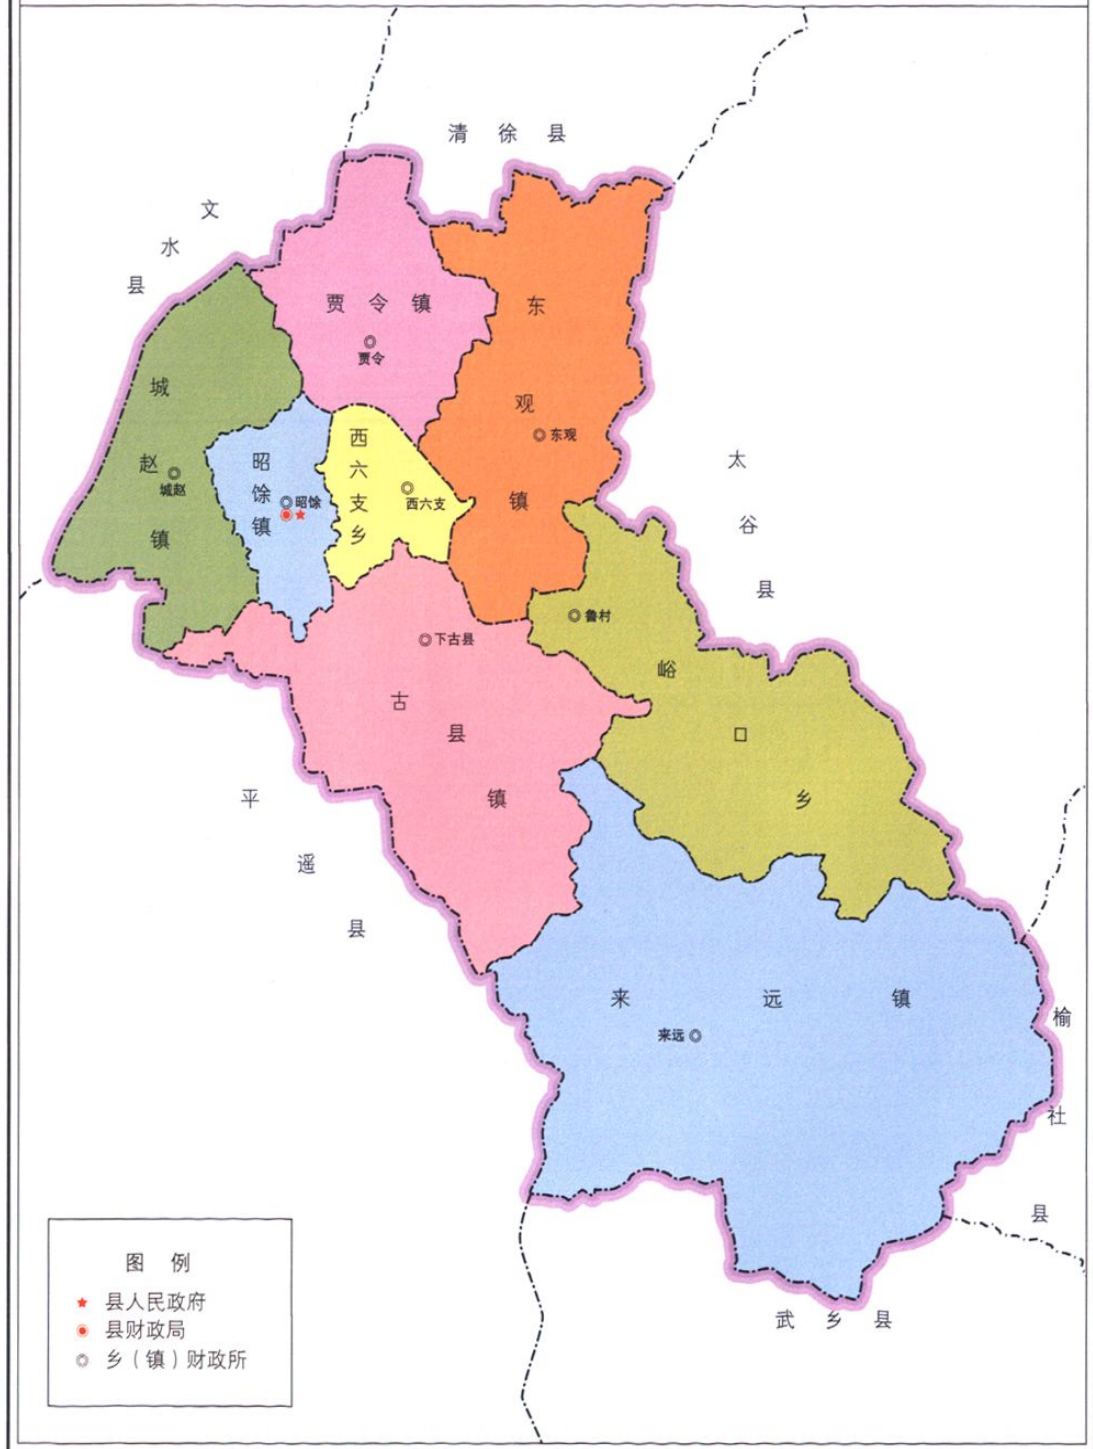 清徐县
文水县
贾令镇
贾令
东观镇
东观
城赵镇
城赵
昭馀镇
昭馀
西六支乡
西六支
太谷县
鲁村
下古县
峪口乡
古县镇
平遥县
来远镇
来远
榆社县
武乡县
图例
县人民政府
县财政局
乡（镇）财政所